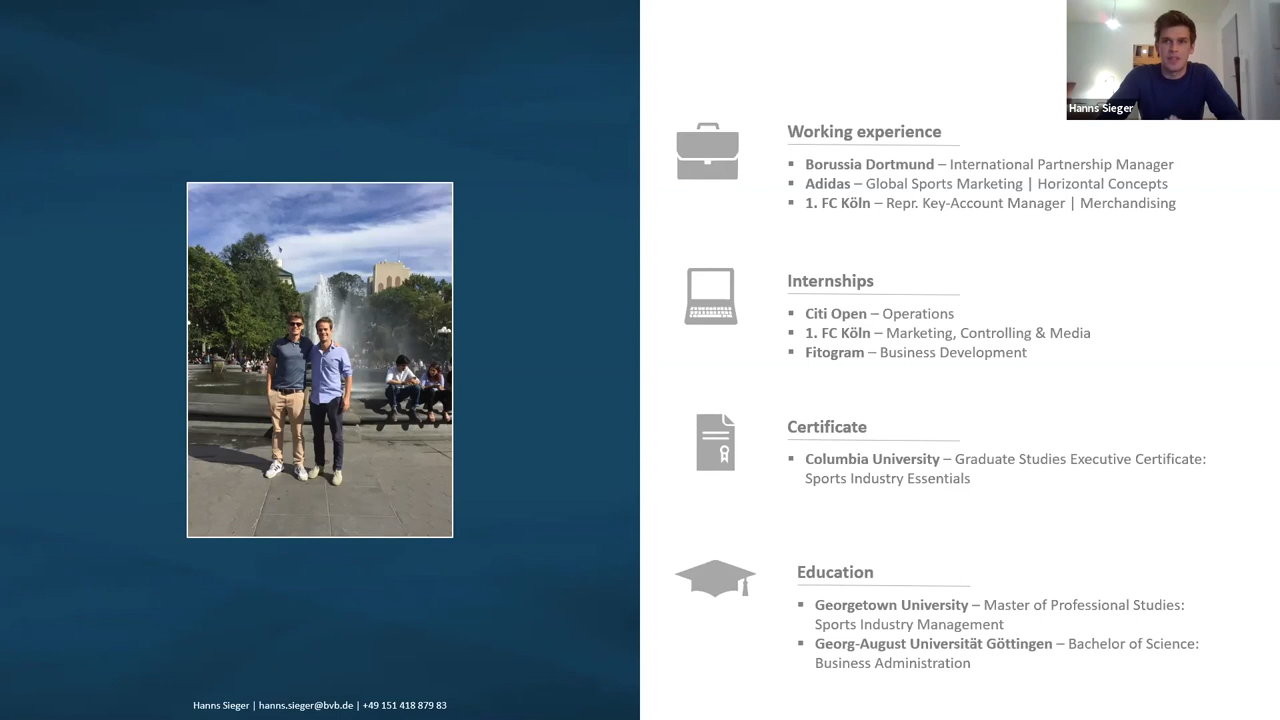 Hanns Sieger
Working experience
▪ Borussia Dortmund – International Partnership Manager
▪ Adidas – Global Sports Marketing | Horizontal Concepts
▪ 1. FC Köln – Repr. Key-Account Manager | Merchandising
Internships
▪ Citi Open – Operations
▪ 1. FC Köln – Marketing, Controlling & Media
▪ Fitogram – Business Development
Certificate
▪ Columbia University – Graduate Studies Executive Certificate:
Sports Industry Essentials
Education
▪ Georgetown University – Master of Professional Studies:
Sports Industry Management
▪ Georg-August Universität Göttingen – Bachelor of Science:
Business Administration
Hanns Sieger | hanns.sieger@bvb.de | +49 151 418 879 83